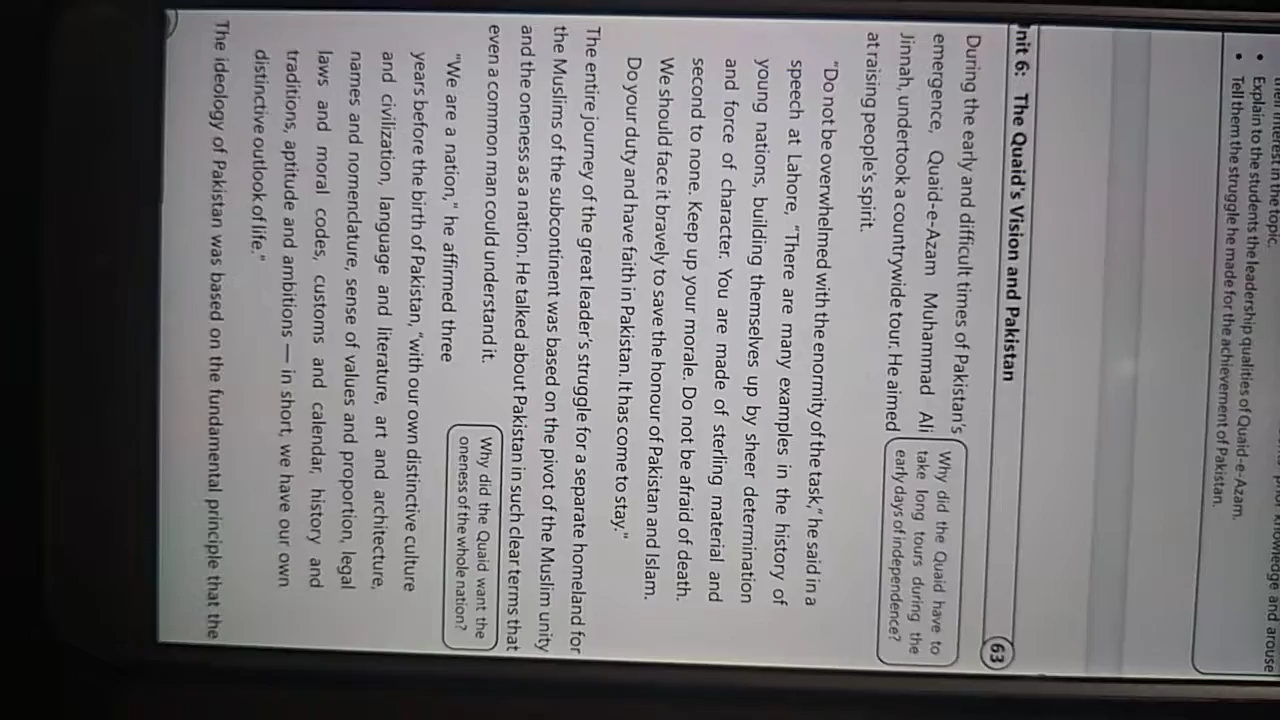 the interest in the topic.
knowledge and arouse
• Explain to the students the leadership qualities of Quaid-e-Azam.
• Tell them the struggle he made for the achievement of Pakistan.
nit 6: The Quaid's Vision and Pakistan
63
During the early and difficult times of Pakistan's
emergence, Quaid-e-Azam Muhammad Ali
Jinnah, undertook a countrywide tour. He aimed
at raising people's spirit.
Why did the Quaid have to
take long tours during the
early days of independence?
"Do not be overwhelmed with the enormity of the task," he said in a
speech at Lahore, "There are many examples in the history of
young nations, building themselves up by sheer determination
and force of character. You are made of sterling material and
second to none. Keep up your morale. Do not be afraid of death.
We should face it bravely to save the honour of Pakistan and Islam.
Do your duty and have faith in Pakistan. It has come to stay."
The entire journey of the great leader's struggle for a separate homeland for
the Muslims of the subcontinent was based on the pivot of the Muslim unity
and the oneness as a nation. He talked about Pakistan in such clear terms that
even a common man could understand it.
Why did the Quaid want the
oneness of the whole nation?
"We are a nation," he affirmed three
years before the birth of Pakistan, "with our own distinctive culture
and civilization, language and literature, art and architecture,
names and nomenclature, sense of values and proportion, legal
laws and moral codes, customs and calendar, history and
traditions, aptitude and ambitions — in short, we have our own
distinctive outlook of life."
The ideology of Pakistan was based on the fundamental principle that the